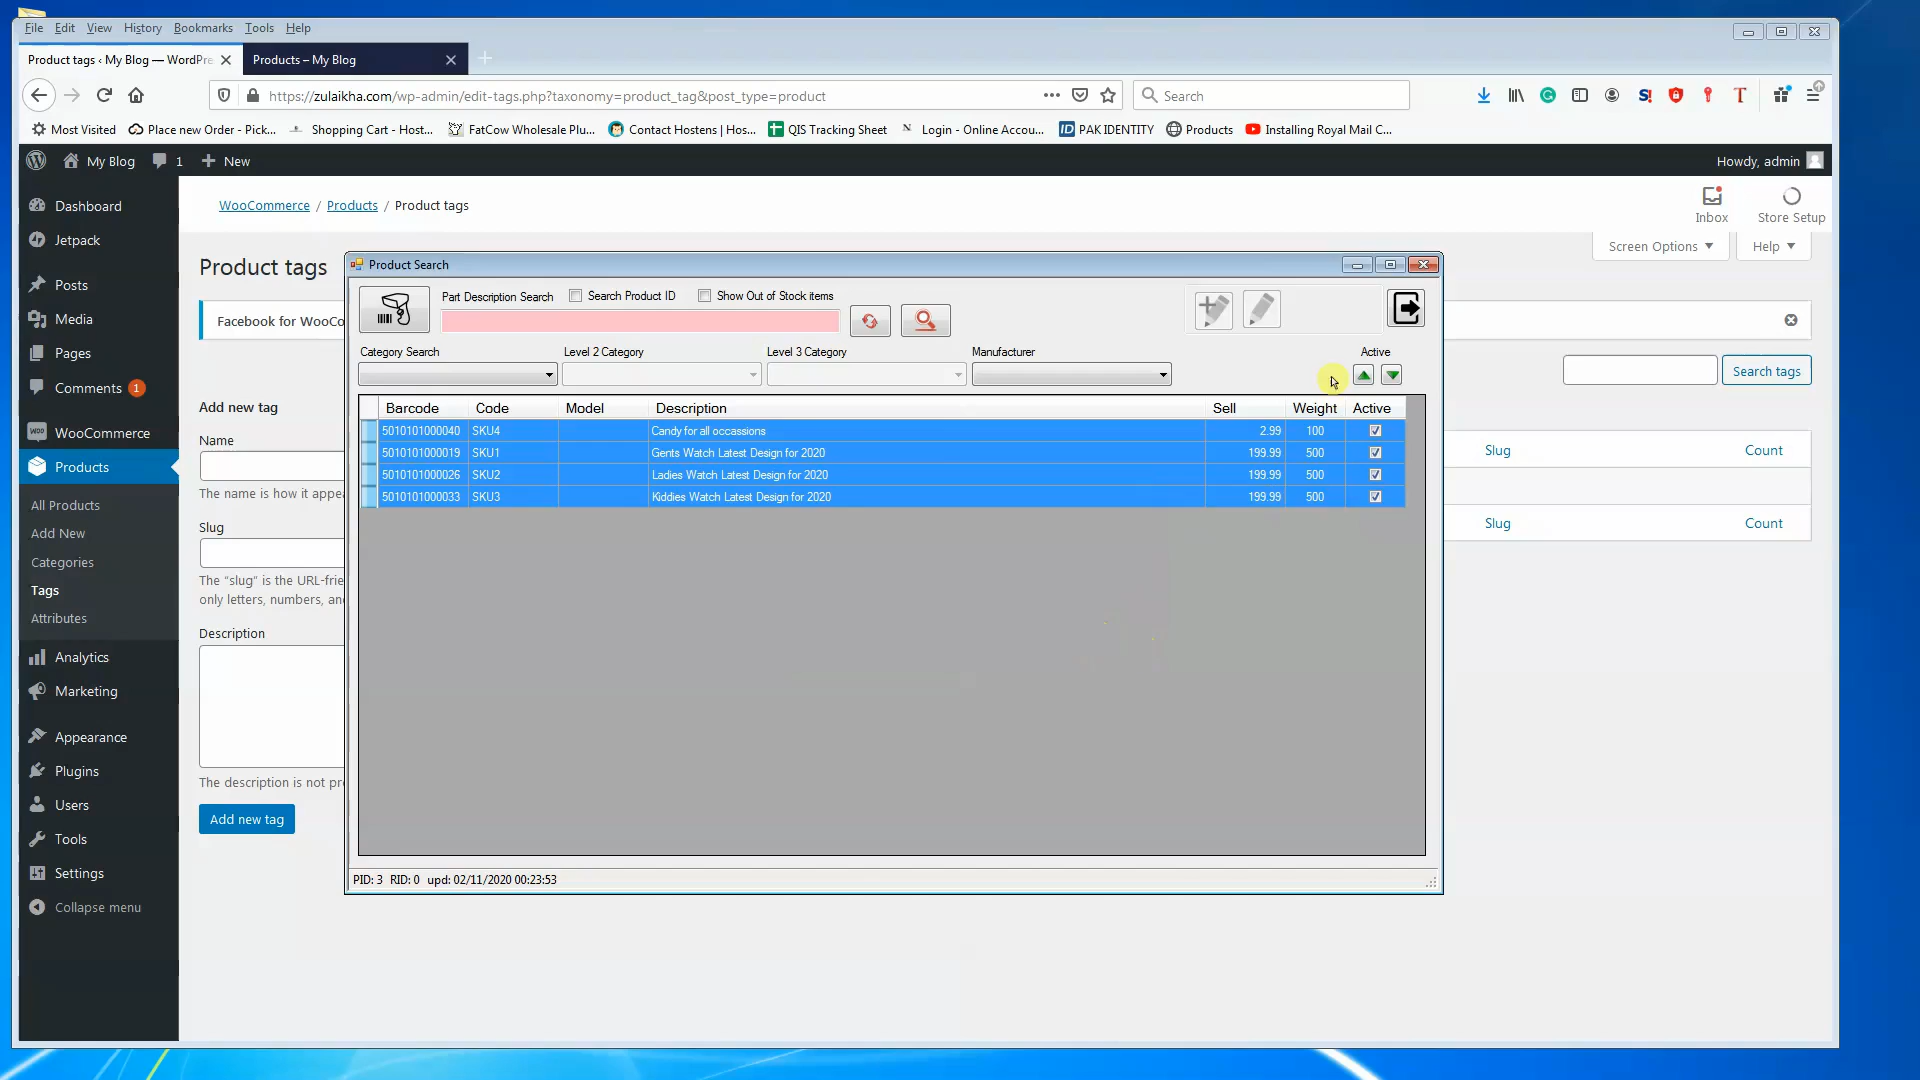 File Edit View History Bookmarks Tools Help
Product tags ‹ My Blog — WordPre
Products – My Blog
https://zulaikha.com/wp-admin/edit-tags.php?taxonomy=product_tag&post_type=product
Search
Most Visited Place new Order - Pick... Shopping Cart - Host... FatCow Wholesale Plu... Contact Hostens | Hos... QIS Tracking Sheet Login - Online Accou... PAK IDENTITY Products Installing Royal Mail C...
My Blog 1 New
Howdy, admin
Dashboard
Jetpack
Posts
Media
Pages
Comments 1
WooCommerce
Products
All Products
Add New
Categories
Tags
Attributes
Analytics
Marketing
Appearance
Plugins
Users
Tools
Settings
Collapse menu
WooCommerce / Products / Product tags
Inbox
Store Setup
Screen Options
Help
Product tags
Facebook for WooCo
Search tags
Add new tag
Name
The name is how it appea
Slug
The “slug” is the URL-frie
only letters, numbers, an
Description
The description is not pr
Add new tag
Slug Count
Slug Count
Product Search
Part Description Search Search Product ID Show Out of Stock items
Category Search Level 2 Category Level 3 Category Manufacturer Active
Barcode Code Model Description Sell Weight Active
5010101000040 SKU4 Candy for all occassions 2.99 100
5010101000019 SKU1 Gents Watch Latest Design for 2020 199.99 500
5010101000026 SKU2 Ladies Watch Latest Design for 2020 199.99 500
5010101000033 SKU3 Kiddies Watch Latest Design for 2020 199.99 500
PID: 3 RID: 0 upd: 02/11/2020 00:23:53